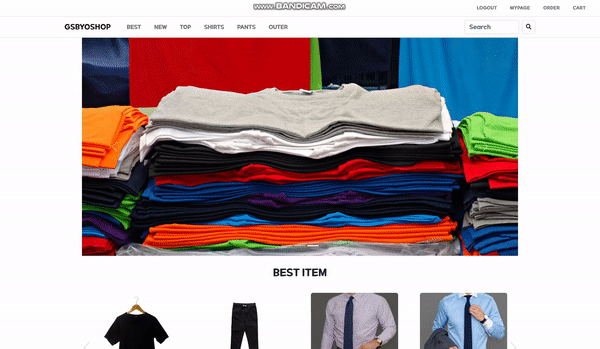 www.BANDICAM.com
LOGOUT MYPAGE ORDER CART
GSBYOSHOP BEST NEW TOP SHIRTS PANTS OUTER Search
BEST ITEM